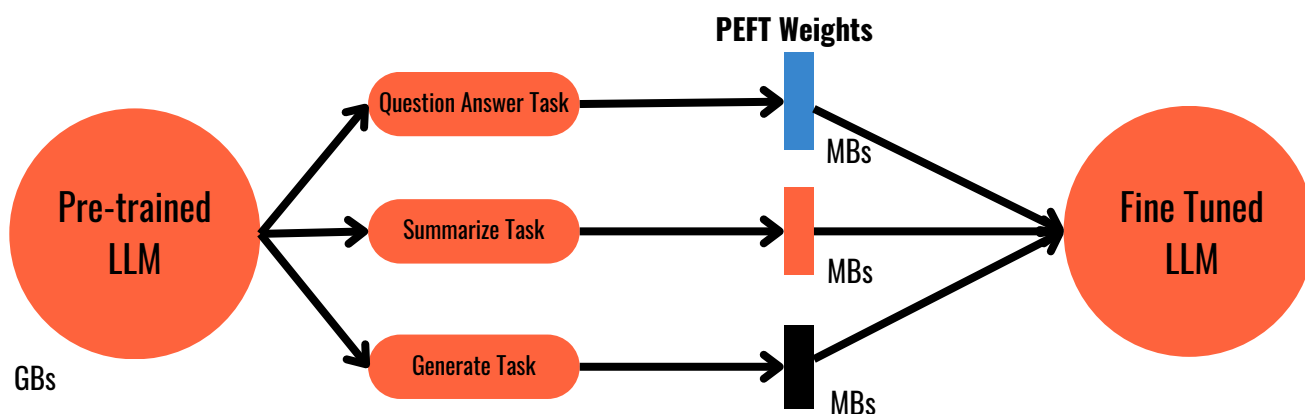 PEFT Weights
Question Answer Task
MBs
Pre-trained
LLM
Summarize Task
Fine Tuned
LLM
MBs
Generate Task
GBs
MBs